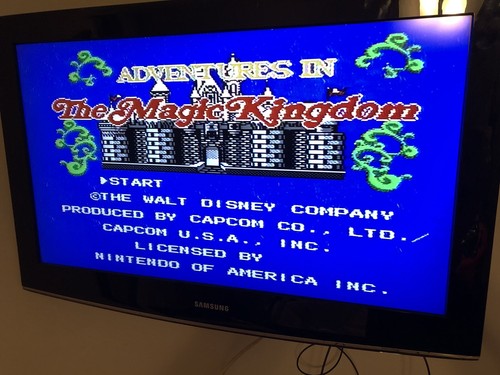 ADVENTURES IN
The Magic Kingdom
START
©THE WALT DISNEY COMPANY
PRODUCED BY CAPCOM CO., LTD./
CAPCOM U.S.A., INC.
LICENSED BY
NINTENDO OF AMERICA INC.
SAMSUNG